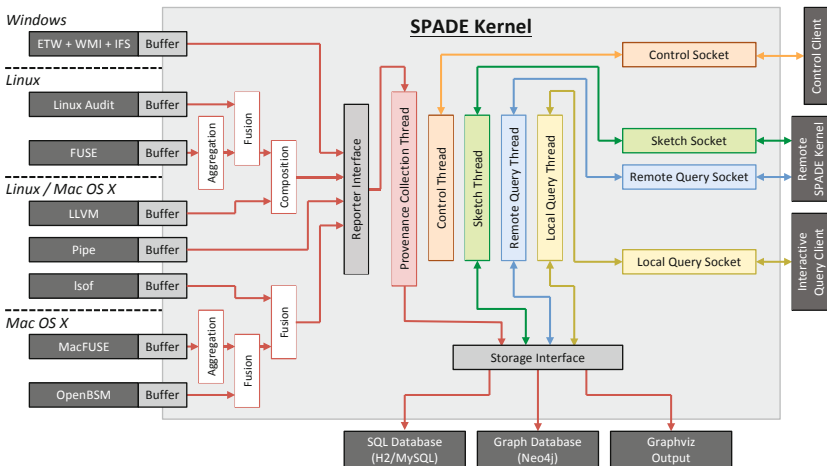 SPADE Kernel
Windows
ETW + WMI + IFS
Buffer
Linux
Linux Audit
Buffer
FUSE
Buffer
Aggregation
Fusion
Composition
Linux / Mac OS X
LLVM
Buffer
Pipe
Buffer
lsof
Buffer
Mac OS X
MacFUSE
Buffer
OpenBSM
Buffer
Aggregation
Fusion
Fusion
Reporter Interface
Provenance Collection Thread
Control Thread
Sketch Thread
Remote Query Thread
Local Query Thread
Control Socket
Sketch Socket
Remote Query Socket
Local Query Socket
Control Client
Remote
SPADE Kernel
Interactive
Query Client
Storage Interface
SQL Database
(H2/MySQL)
Graph Database
(Neo4j)
Graphviz
Output